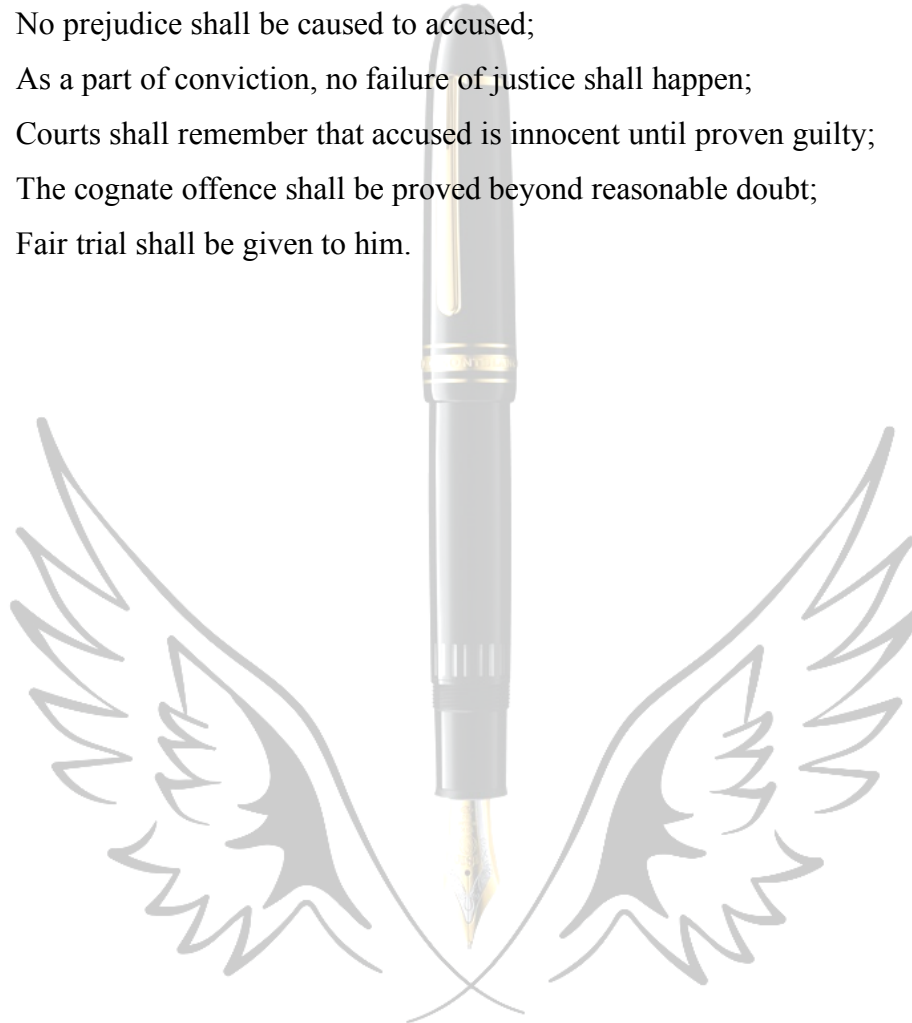 No prejudice shall be caused to accused;
As a part of conviction, no failure of justice shall happen;
Courts shall remember that accused is innocent until proven guilty;
The cognate offence shall be proved beyond reasonable doubt;
Fair trial shall be given to him.